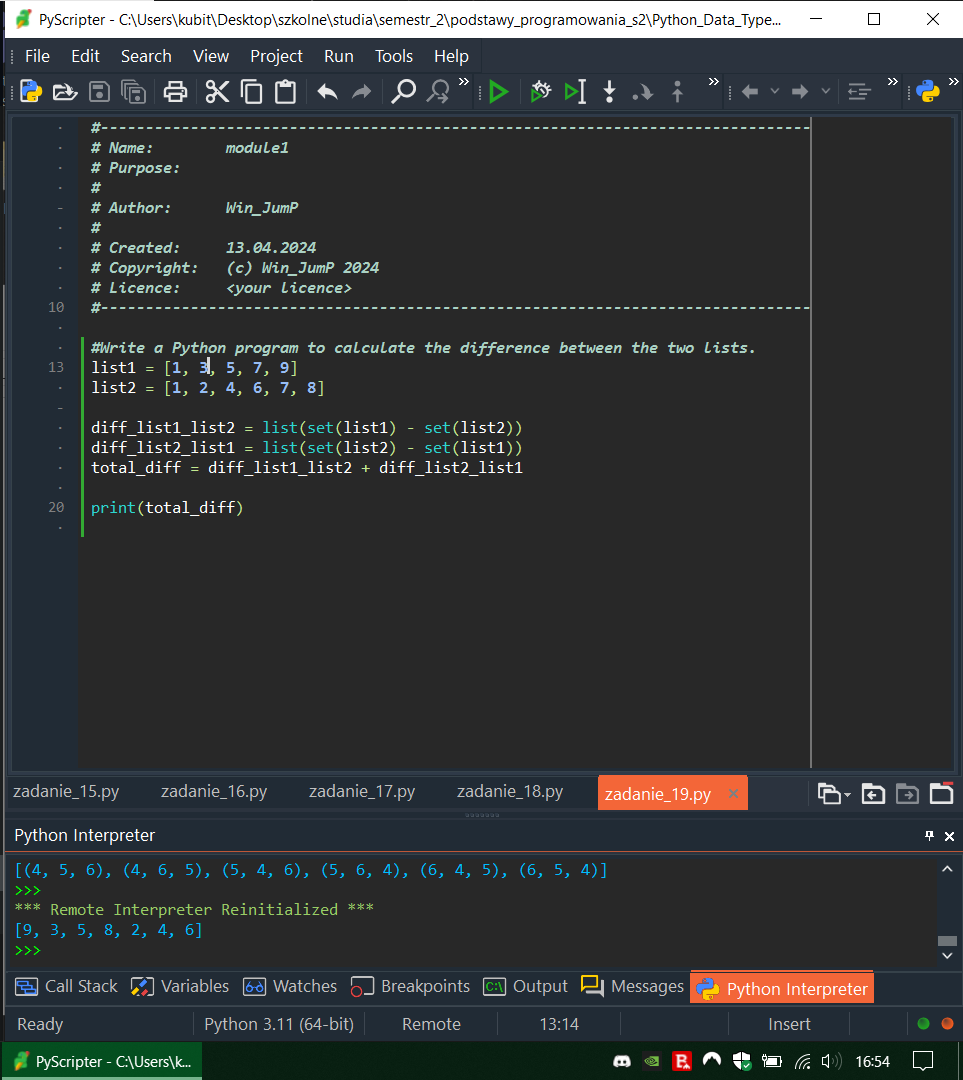 PyScripter - C:\Users\kubit\Desktop\szkolne\studia\semestr_2\podstawy_programowania_s2\Python_Data_Type...
File Edit Search View Project Run Tools Help
#-------------------------------------------------------------------------------
# Name: module1
# Purpose:
#
# Author: Win_JumP
#
# Created: 13.04.2024
# Copyright: (c) Win_JumP 2024
# Licence: <your licence>
10 #-------------------------------------------------------------------------------
#Write a Python program to calculate the difference between the two lists.
13 list1 = [1, 3, 5, 7, 9]
list2 = [1, 2, 4, 6, 7, 8]
diff_list1_list2 = list(set(list1) - set(list2))
diff_list2_list1 = list(set(list2) - set(list1))
total_diff = diff_list1_list2 + diff_list2_list1
20 print(total_diff)
zadanie_15.py zadanie_16.py zadanie_17.py zadanie_18.py zadanie_19.py
Python Interpreter
[(4, 5, 6), (4, 6, 5), (5, 4, 6), (5, 6, 4), (6, 4, 5), (6, 5, 4)]
>>>
*** Remote Interpreter Reinitialized ***
[9, 3, 5, 8, 2, 4, 6]
>>>
Call Stack Variables Watches Breakpoints Output Messages Python Interpreter
Ready Python 3.11 (64-bit) Remote 13:14 Insert
PyScripter - C:\Users\k... 16:54